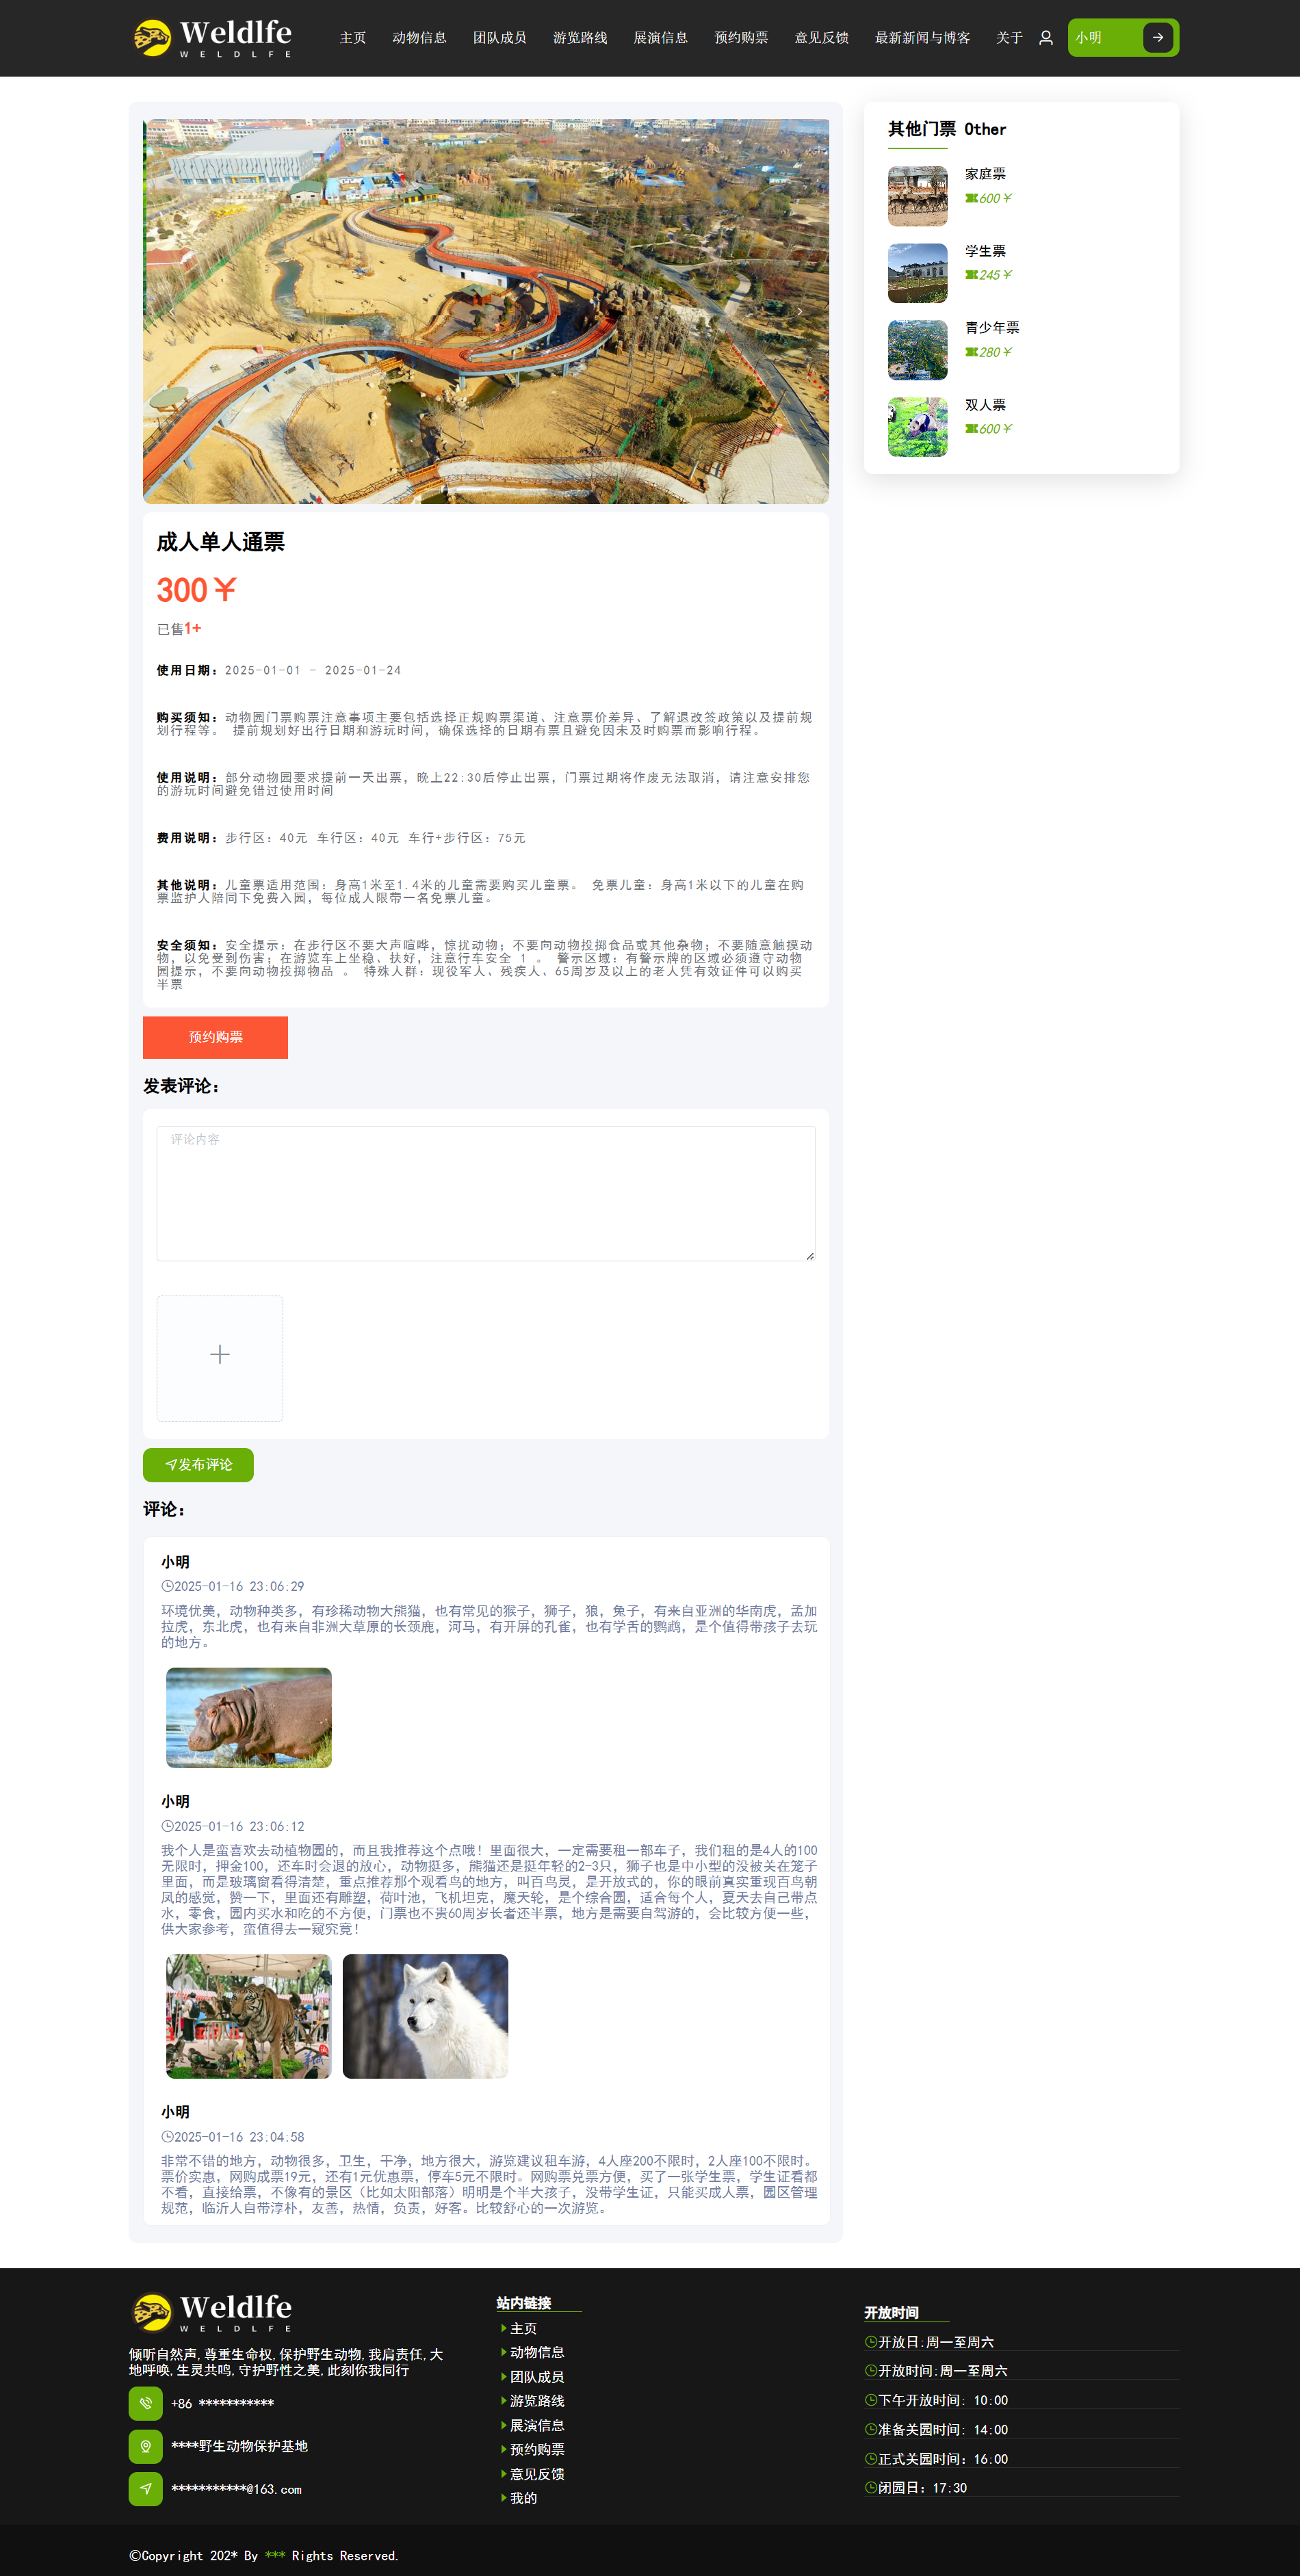 Weldlfe
WELDLFE
主页 动物信息 团队成员 游览路线 展演信息 预约购票 意见反馈 最新新闻与博客 关于 小明
成人单人通票
300￥
已售1+
使用日期：2025-01-01 - 2025-01-24
购买须知：动物园门票购票注意事项主要包括选择正规购票渠道、注意票价差异、了解退改签政策以及提前规
划行程等。 提前规划好出行日期和游玩时间，确保选择的日期有票且避免因未及时购票而影响行程。
使用说明：部分动物园要求提前一天出票，晚上22:30后停止出票，门票过期将作废无法取消，请注意安排您
的游玩时间避免错过使用时间
费用说明：步行区：40元 车行区：40元 车行+步行区：75元
其他说明：儿童票适用范围：身高1米至1.4米的儿童需要购买儿童票。 免票儿童：身高1米以下的儿童在购
票监护人陪同下免费入园，每位成人限带一名免票儿童。
安全须知：安全提示：在步行区不要大声喧哗，惊扰动物；不要向动物投掷食品或其他杂物；不要随意触摸动
物，以免受到伤害；在游览车上坐稳、扶好，注意行车安全 1 。 警示区域：有警示牌的区域必须遵守动物
园提示，不要向动物投掷物品 。 特殊人群：现役军人、残疾人、65周岁及以上的老人凭有效证件可以购买
半票
预约购票
发表评论：
评论内容
发布评论
评论：
小明
2025-01-16 23:06:29
环境优美，动物种类多，有珍稀动物大熊猫，也有常见的猴子，狮子，狼，兔子，有来自亚洲的华南虎，孟加
拉虎，东北虎，也有来自非洲大草原的长颈鹿，河马，有开屏的孔雀，也有学舌的鹦鹉，是个值得带孩子去玩
的地方。
小明
2025-01-16 23:06:12
我个人是蛮喜欢去动植物园的，而且我推荐这个点哦！里面很大，一定需要租一部车子，我们租的是4人的100
无限时，押金100，还车时会退的放心，动物挺多，熊猫还是挺年轻的2-3只，狮子也是中小型的没被关在笼子
里面，而是玻璃窗看得清楚，重点推荐那个观看鸟的地方，叫百鸟灵，是开放式的，你的眼前真实重现百鸟朝
凤的感觉，赞一下，里面还有雕塑，荷叶池，飞机坦克，魔天轮，是个综合园，适合每个人，夏天去自己带点
水，零食，园内买水和吃的不方便，门票也不贵60周岁长者还半票，地方是需要自驾游的，会比较方便一些，
供大家参考，蛮值得去一窥究竟！
小明
2025-01-16 23:04:58
非常不错的地方，动物很多，卫生，干净，地方很大，游览建议租车游，4人座200不限时，2人座100不限时。
票价实惠，网购成票19元，还有1元优惠票，停车5元不限时。网购票兑票方便，买了一张学生票，学生证看都
不看，直接给票，不像有的景区（比如太阳部落）明明是个半大孩子，没带学生证，只能买成人票，园区管理
规范，临沂人自带淳朴，友善，热情，负责，好客。比较舒心的一次游览。
其他门票 Other
家庭票
600￥
学生票
245￥
青少年票
280￥
双人票
600￥
Weldlfe
WELDLFE
倾听自然声,尊重生命权,保护野生动物,我肩责任,大
地呼唤,生灵共鸣,守护野性之美,此刻你我同行
+86 ***********
****野生动物保护基地
***********@163.com
站内链接
主页
动物信息
团队成员
游览路线
展演信息
预约购票
意见反馈
我的
开放时间
开放日:周一至周六
开放时间:周一至周六
下午开放时间: 10:00
准备关园时间: 14:00
正式关园时间：16:00
闭园日：17:30
©Copyright 202* By *** Rights Reserved.